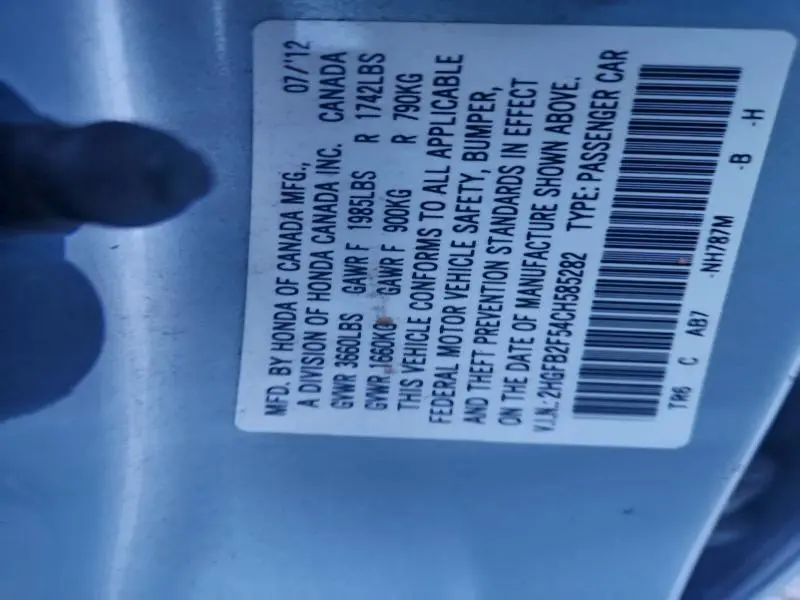 MFD. BY HONDA OF CANADA MFG., 07/'12
A DIVISION OF HONDA CANADA INC. CANADA
GVWR 3660LBS GAWR F 1985LBS R 1742LBS
GVWR 1660KG GAWR F 900KG R 790KG
THIS VEHICLE CONFORMS TO ALL APPLICABLE
FEDERAL MOTOR VEHICLE SAFETY, BUMPER,
AND THEFT PREVENTION STANDARDS IN EFFECT
ON THE DATE OF MANUFACTURE SHOWN ABOVE.
V.I.N.: 2HGFB2F54CH585282 TYPE: PASSENGER CAR
TR6 C AB7 -NH787M -B -H